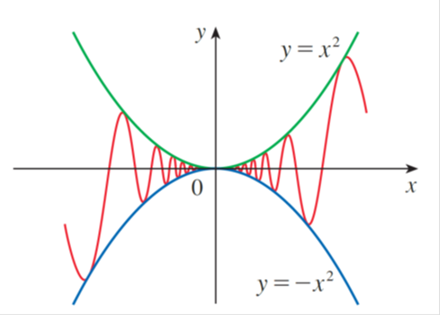 y
y = x²
0
x
y = −x²